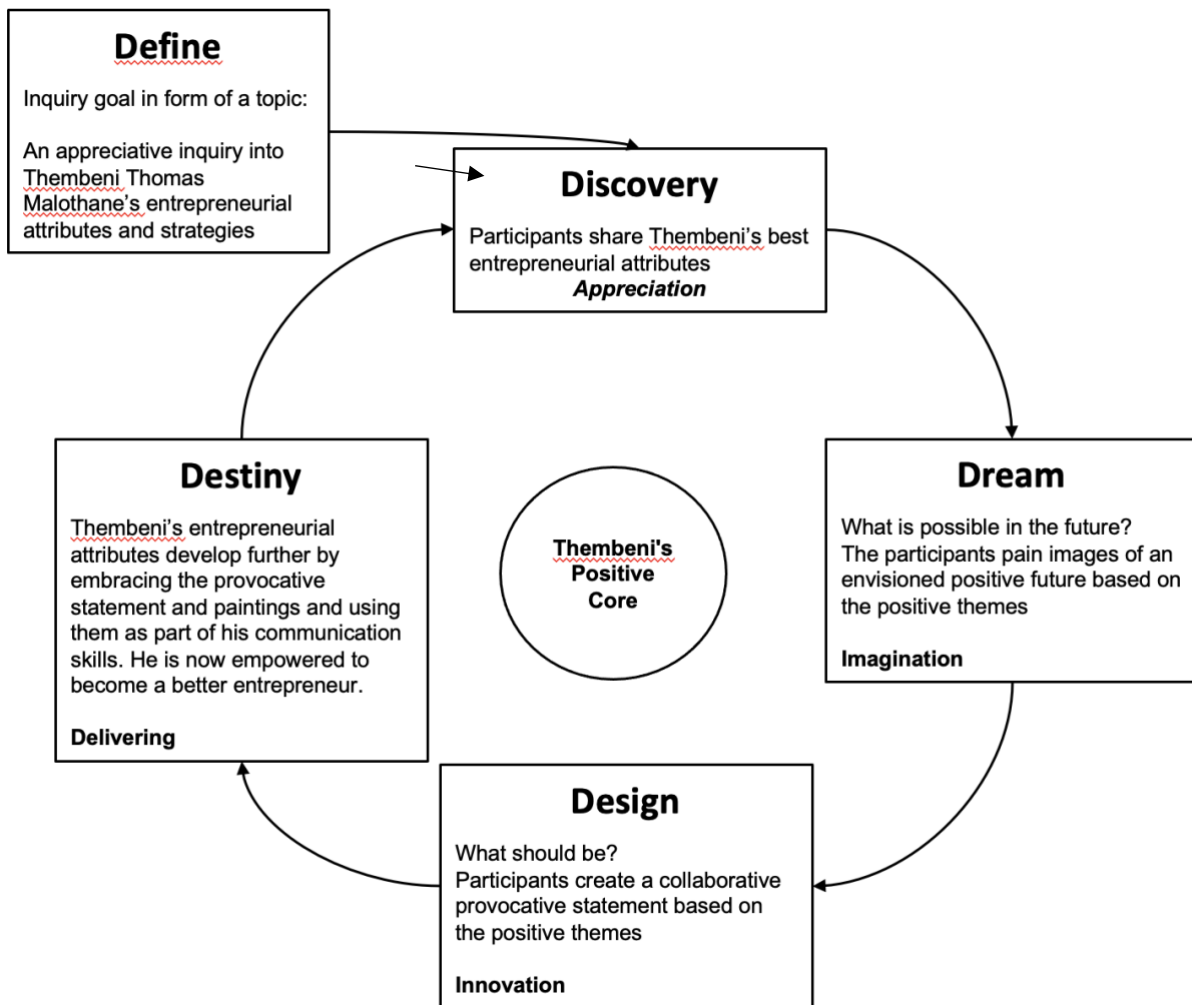 Define
Inquiry goal in form of a topic:
An appreciative inquiry into
Thembeni Thomas
Malothane’s entrepreneurial
attributes and strategies
Discovery
Participants share Thembeni’s best
entrepreneurial attributes
Appreciation
Dream
What is possible in the future?
The participants pain images of an
envisioned positive future based on
the positive themes
Imagination
Design
What should be?
Participants create a collaborative
provocative statement based on
the positive themes
Innovation
Destiny
Thembeni’s entrepreneurial
attributes develop further by
embracing the provocative
statement and paintings and using
them as part of his communication
skills. He is now empowered to
become a better entrepreneur.
Delivering
Thembeni's
Positive
Core